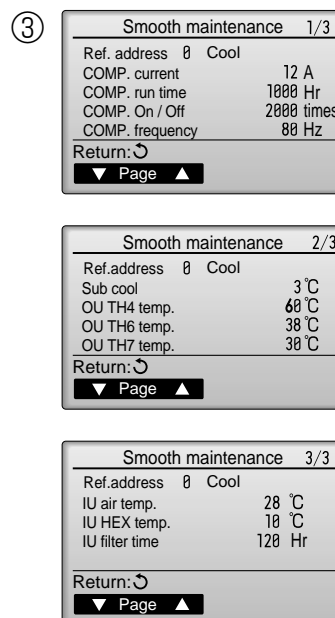 ③
Smooth maintenance 1/3
Ref. address 0 Cool
COMP. current 12 A
COMP. run time 1000 Hr
COMP. On / Off 2000 times
COMP. frequency 80 Hz
Return:
▼ Page ▲
Smooth maintenance 2/3
Ref.address 0 Cool
Sub cool 3℃
OU TH4 temp. 60℃
OU TH6 temp. 38℃
OU TH7 temp. 30℃
Return:
▼ Page ▲
Smooth maintenance 3/3
Ref.address 0 Cool
IU air temp. 28 ℃
IU HEX temp. 10 ℃
IU filter time 120 Hr
Return:
▼ Page ▲